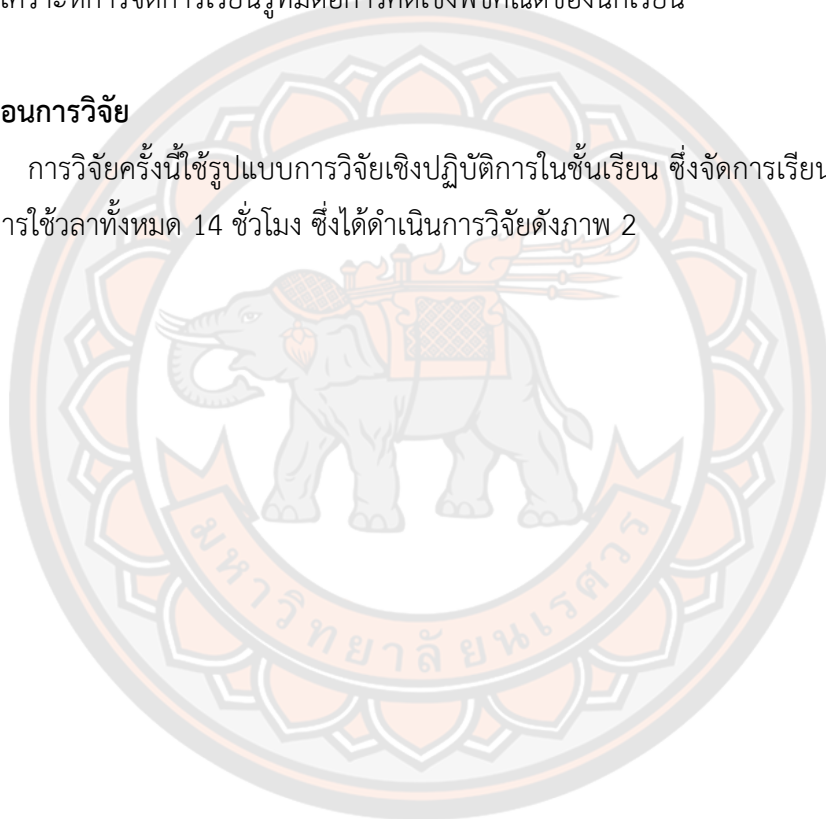 เคราะห์การจัดการเรียนรู้ที่มีต่อการคิดเชิงพีชคณิตของนักเรียน
อนการวิจัย
การวิจัยครั้งนี้ใช้รูปแบบการวิจัยเชิงปฏิบัติการในชั้นเรียน ซึ่งจัดการเรียน
ารใช้วลาทั้งหมด 14 ชั่วโมง ซึ่งได้ดำเนินการวิจัยดังภาพ 2
มหาวิทยาลัยนเรศวร